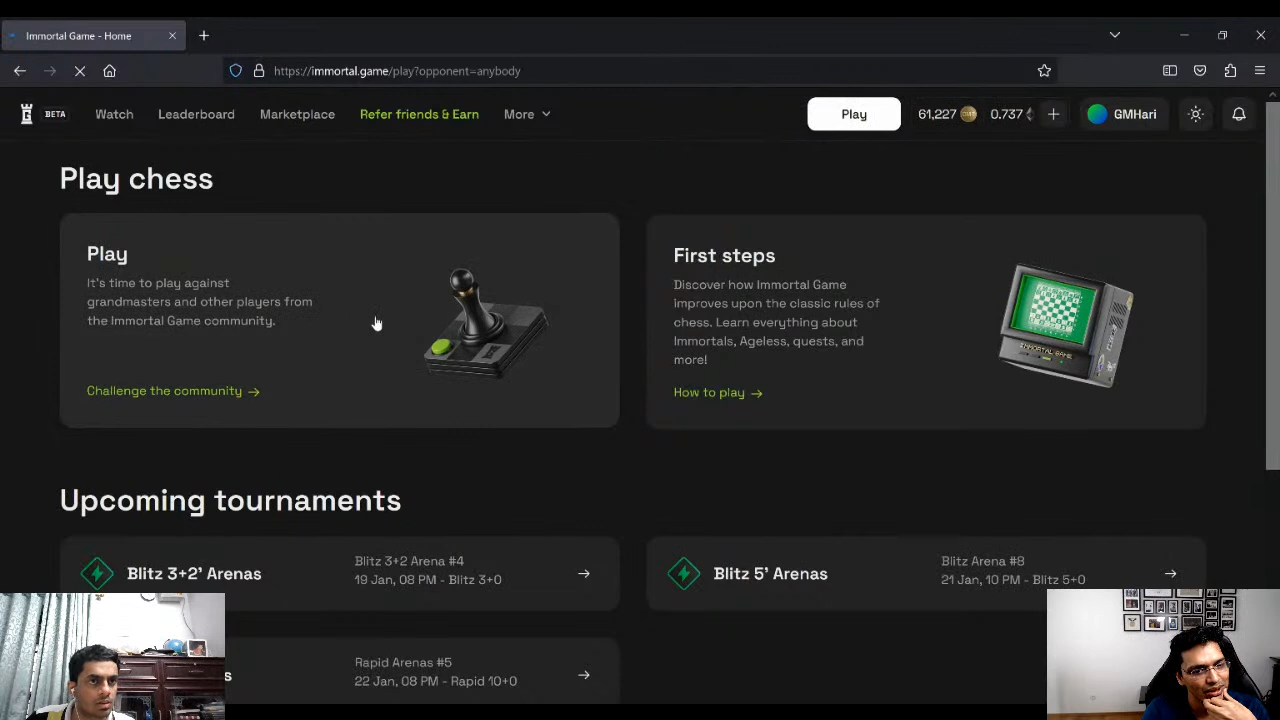 Immortal Game - Home
https://immortal.game/play?opponent=anybody
BETA
Watch
Leaderboard
Marketplace
Refer friends & Earn
More
Play
61,227
0.737
GMHari
Play chess
Play
It's time to play against
grandmasters and other players from
the Immortal Game community.
Challenge the community →
First steps
Discover how Immortal Game
improves upon the classic rules of
chess. Learn everything about
Immortals, Ageless, quests, and
more!
How to play →
IMMORTAL GAME
Upcoming tournaments
Blitz 3+2' Arenas
Blitz 3+2 Arena #4
19 Jan, 08 PM - Blitz 3+0
Blitz 5' Arenas
Blitz Arena #8
21 Jan, 10 PM - Blitz 5+0
Rapid Arenas #5
22 Jan, 08 PM - Rapid 10+0